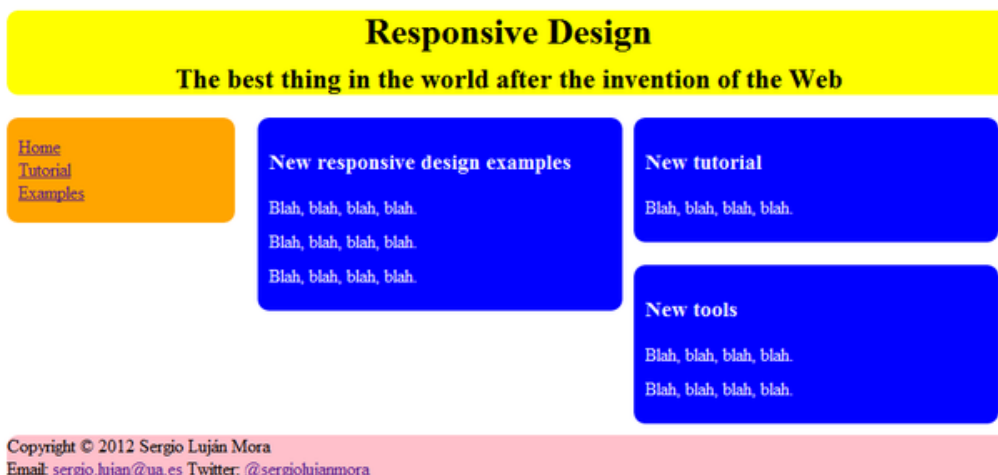 Responsive Design
The best thing in the world after the invention of the Web
Home
Tutorial
Examples
New responsive design examples
Blah, blah, blah, blah.
Blah, blah, blah, blah.
Blah, blah, blah, blah.
New tutorial
Blah, blah, blah, blah.
New tools
Blah, blah, blah, blah.
Blah, blah, blah, blah.
Copyright © 2012 Sergio Luján Mora
Email: sergio.lujan@ua.es Twitter: @sergiolujanmora